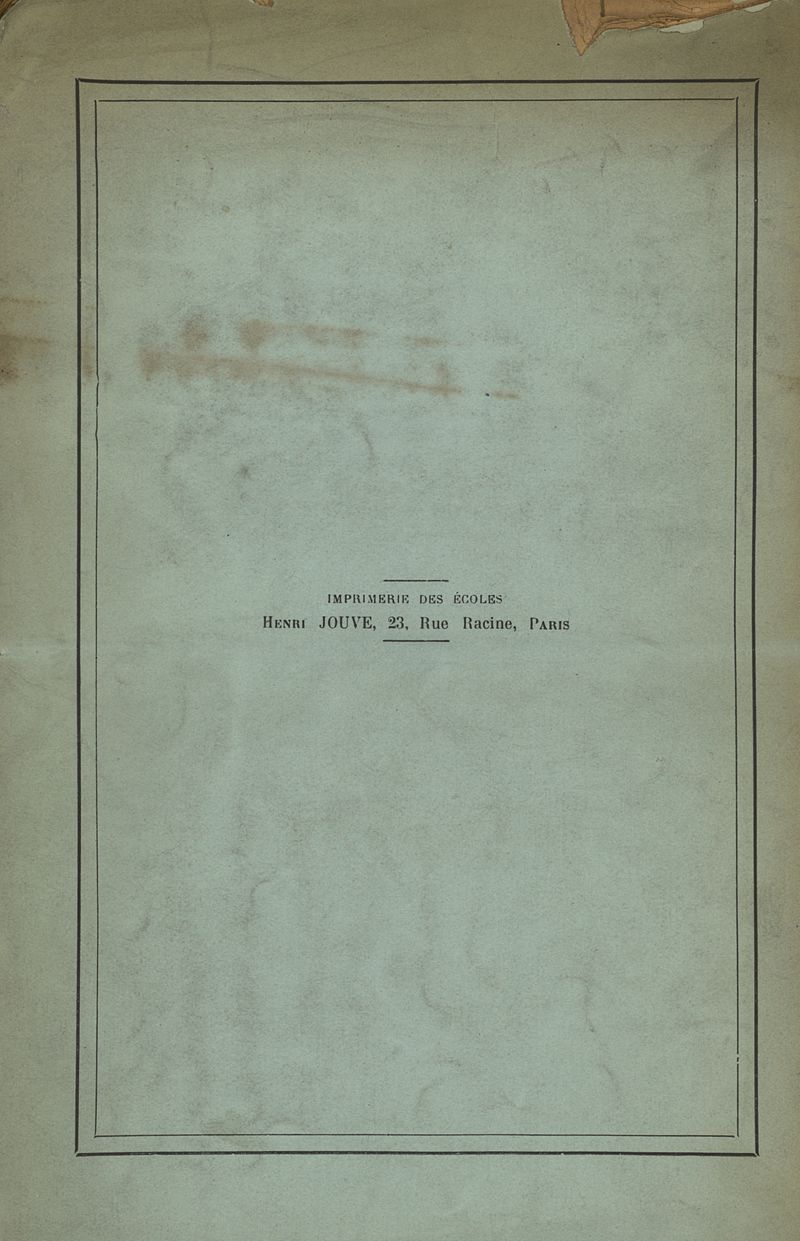 IMPRIMERIE DES ÉCOLES
HENRI JOUVE, 23, Rue Racine, PARIS